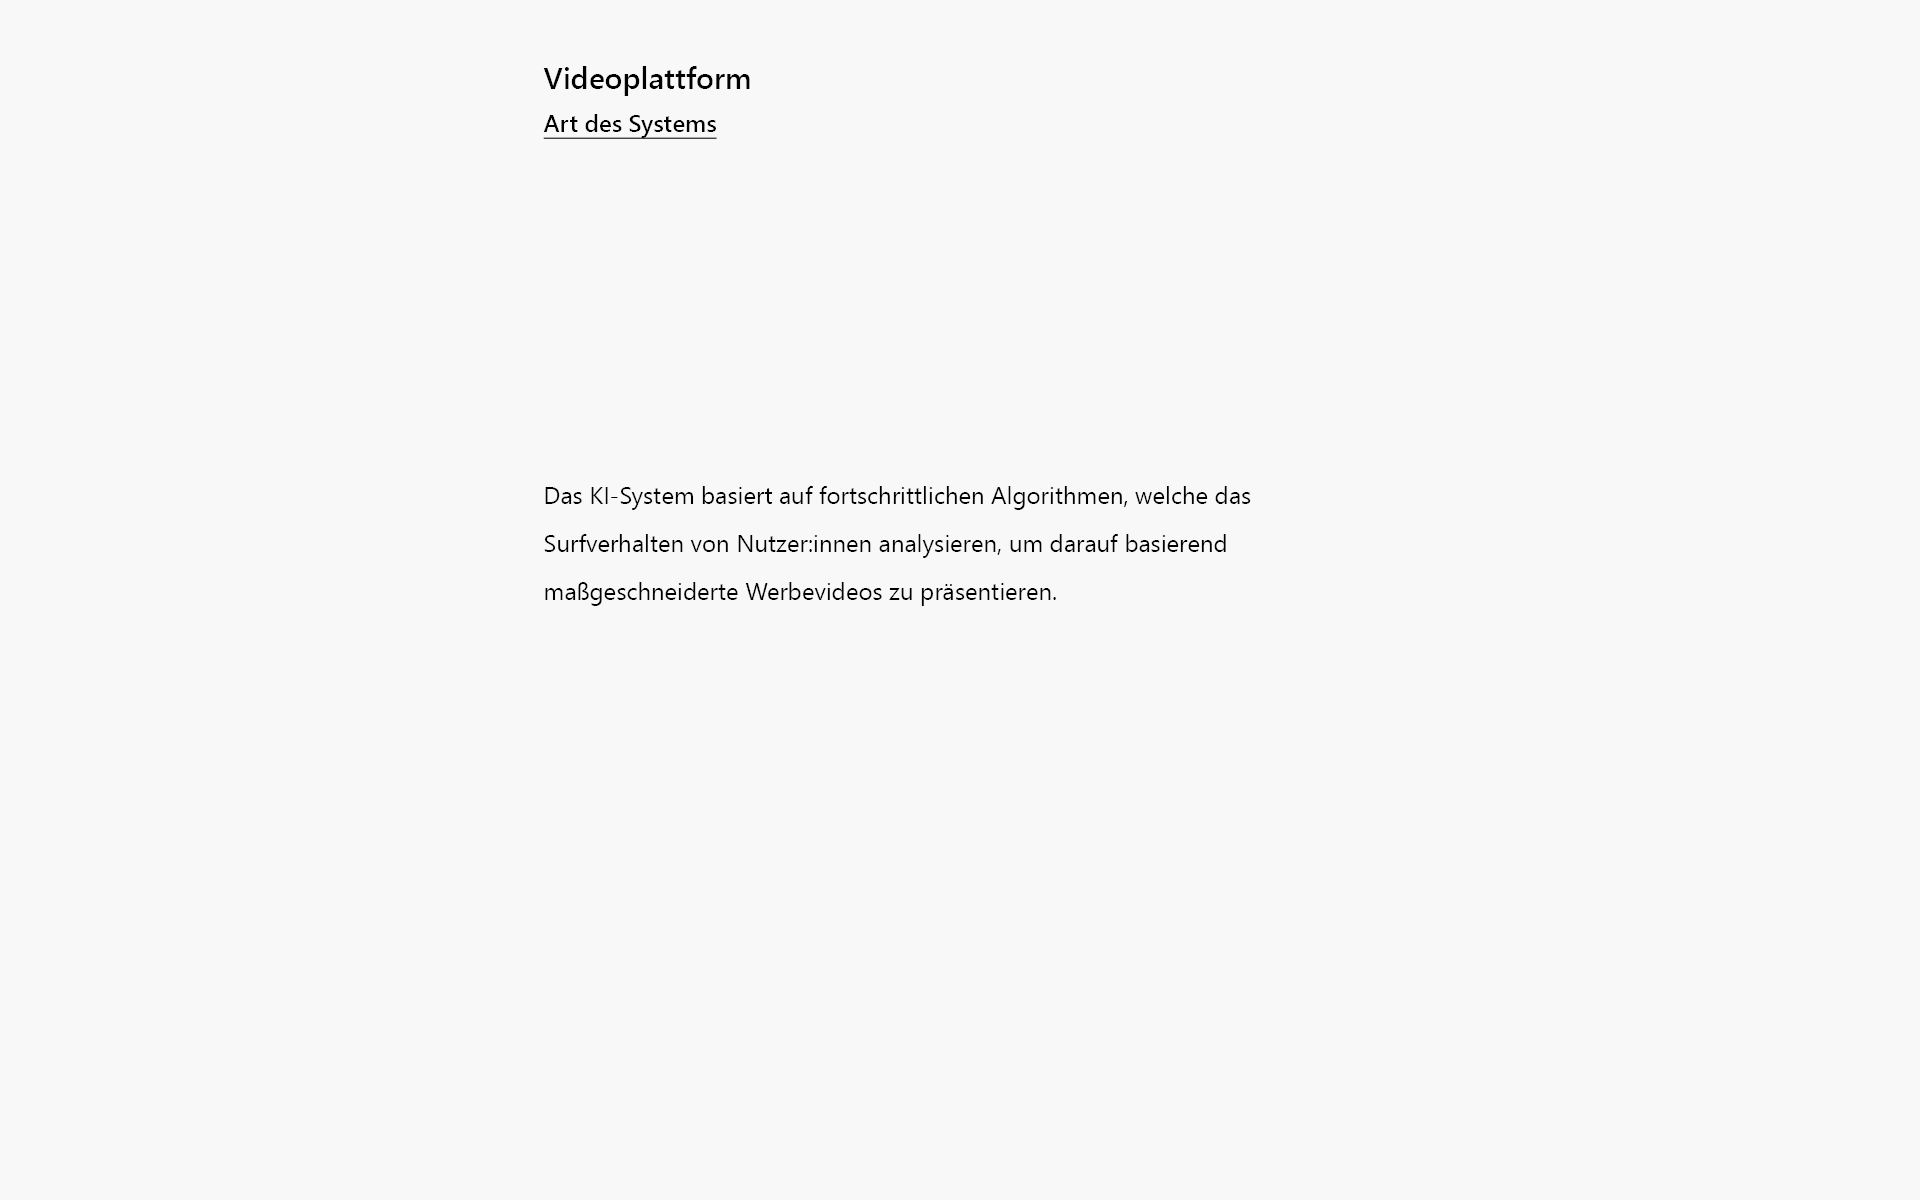 Videoplattform
Art des Systems
Das KI-System basiert auf fortschrittlichen Algorithmen, welche das
Surfverhalten von Nutzer:innen analysieren, um darauf basierend
maßgeschneiderte Werbevideos zu präsentieren.